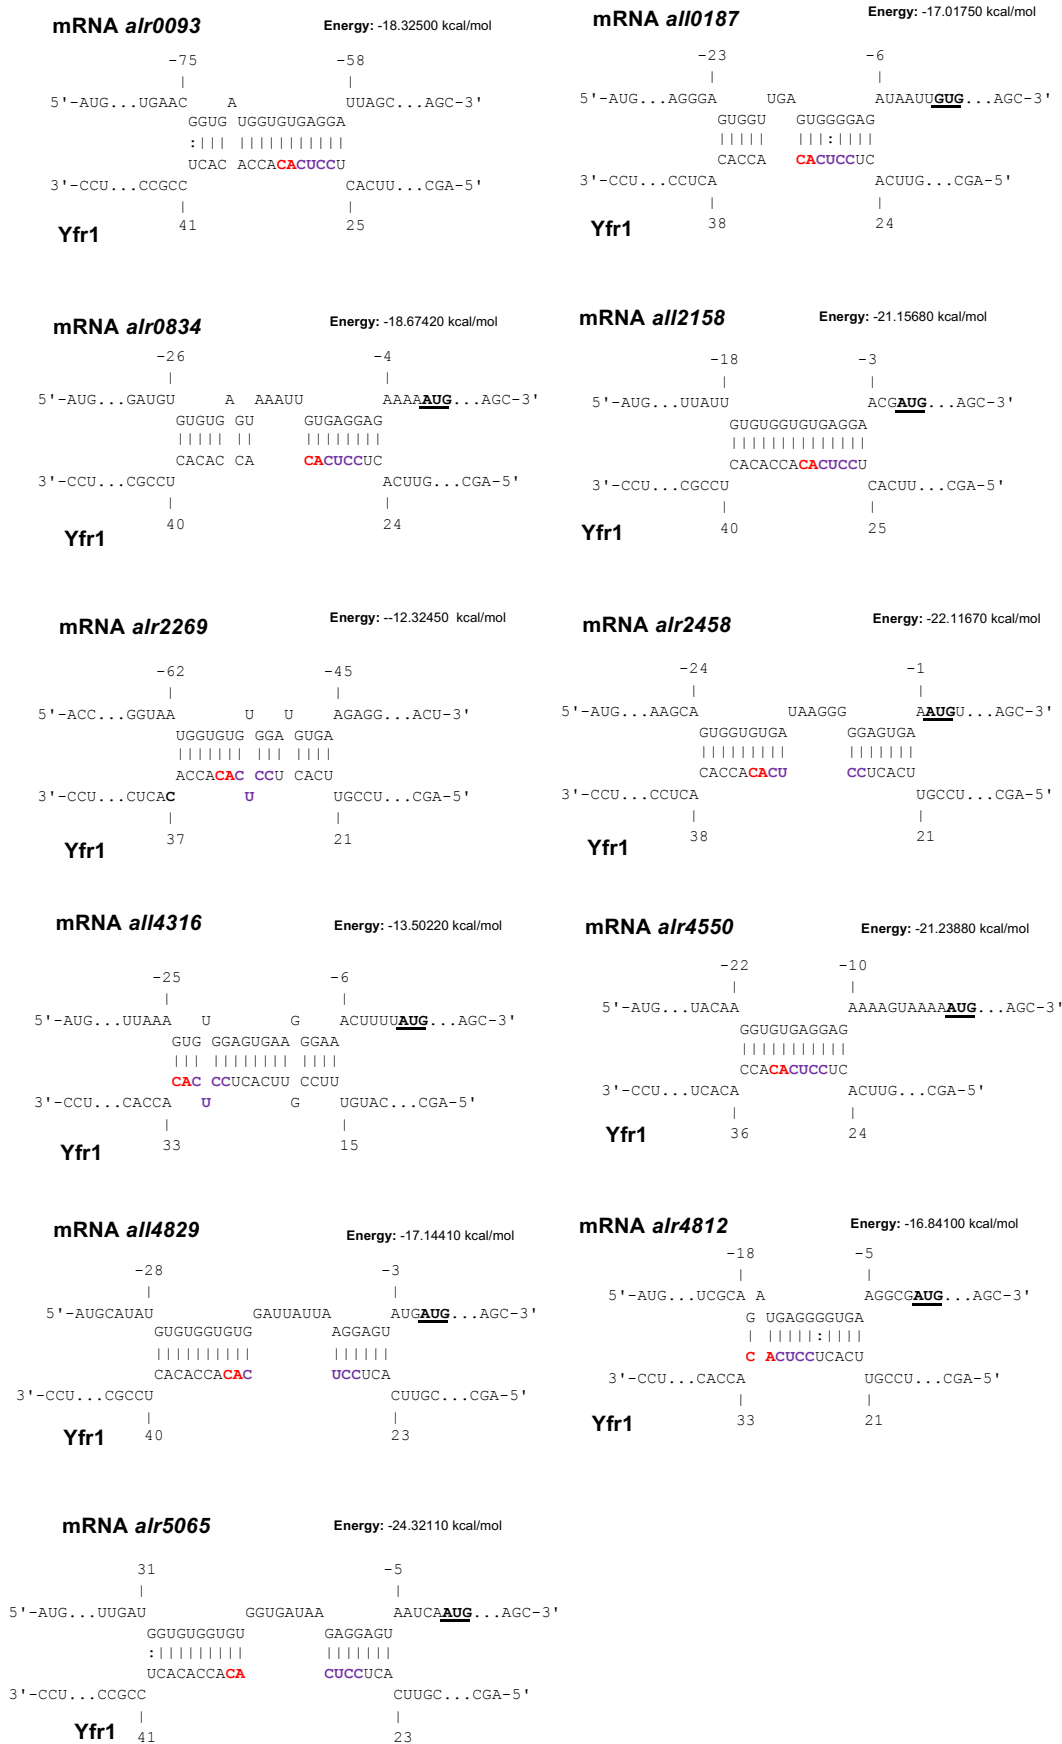 mRNA alr0093 Energy: -18.32500 kcal/mol
-75 -58
| |
5'-AUG...UGAAC A UUAGC...AGC-3'
GGUG UGGUGUGAGGA
:||| |||||||||||
UCAC ACCACACUCCU
3'-CCU...CCGCC CACUU...CGA-5'
| |
41 25
Yfr1
mRNA all0187 Energy: -17.01750 kcal/mol
-23 -6
| |
5'-AUG...AGGGA UGA AUAAUUGUG...AGC-3'
GUGGU GUGGGGAG
||||| |||:||||
CACCA CACUCCUC
3'-CCU...CCUCA ACUUG...CGA-5'
| |
38 24
Yfr1
mRNA alr0834 Energy: -18.67420 kcal/mol
-26 -4
| |
5'-AUG...GAUGU A AAAUU AAAAAUG...AGC-3'
GUGUG GU GUGAGGAG
||||| || ||||||||
CACAC CA CACUCCUC
3'-CCU...CGCCU ACUUG...CGA-5'
| |
40 24
Yfr1
mRNA all2158 Energy: -21.15680 kcal/mol
-18 -3
| |
5'-AUG...UUAUU ACGAUG...AGC-3'
GUGUGGUGUGAGGA
||||||||||||||
CACACCACACUCCU
3'-CCU...CGCCU CACUU...CGA-5'
| |
40 25
Yfr1
mRNA alr2269 Energy: --12.32450 kcal/mol
-62 -45
| |
5'-ACC...GGUAA U U AGAGG...ACU-3'
UGGUGUG GGA GUGA
||||||| ||| ||||
ACCACAC CCU CACU
3'-CCU...CUCAC U UGCCU...CGA-5'
| |
37 21
Yfr1
mRNA alr2458 Energy: -22.11670 kcal/mol
-24 -1
| |
5'-AUG...AAGCA UAAGGG AAUGU...AGC-3'
GUGGUGUGA GGAGUGA
||||||||| |||||||
CACCACACU CCUCACU
3'-CCU...CCUCA UGCCU...CGA-5'
| |
38 21
Yfr1
mRNA all4316 Energy: -13.50220 kcal/mol
-25 -6
| |
5'-AUG...UUAAA U G ACUUUUAUG...AGC-3'
GUG GGAGUGAA GGAA
||| |||||||| ||||
CAC CCUCACUU CCUU
3'-CCU...CACCA U G UGUAC...CGA-5'
| |
33 15
Yfr1
mRNA alr4550 Energy: -21.23880 kcal/mol
-22 -10
| |
5'-AUG...UACAA AAAAGUAAAAAUG...AGC-3'
GGUGUGAGGAG
|||||||||||
CCACACUCCUC
3'-CCU...UCACA ACUUG...CGA-5'
| |
36 24
Yfr1
mRNA all4829 Energy: -17.14410 kcal/mol
-28 -3
| |
5'-AUGCAUAU GAUUAUUA AUGAUG...AGC-3'
GUGUGGUGUG AGGAGU
|||||||||| ||||||
CACACCACAC UCCUCA
3'-CCU...CGCCU CUUGC...CGA-5'
| |
40 23
Yfr1
mRNA alr4812 Energy: -16.84100 kcal/mol
-18 -5
| |
5'-AUG...UCGCA A AGGCGAUG...AGC-3'
G UGAGGGGUGA
| |||||:||||
C ACUCCUCACU
3'-CCU...CACCA UGCCU...CGA-5'
| |
33 21
Yfr1
mRNA alr5065 Energy: -24.32110 kcal/mol
31 -5
| |
5'-AUG...UUGAU GGUGAUAA AAUCAAUG...AGC-3'
GGUGUGGUGU GAGGAGU
:||||||||| |||||||
UCACACCACA CUCCUCA
3'-CCU...CCGCC CUUGC...CGA-5'
| |
Yfr1 41 23